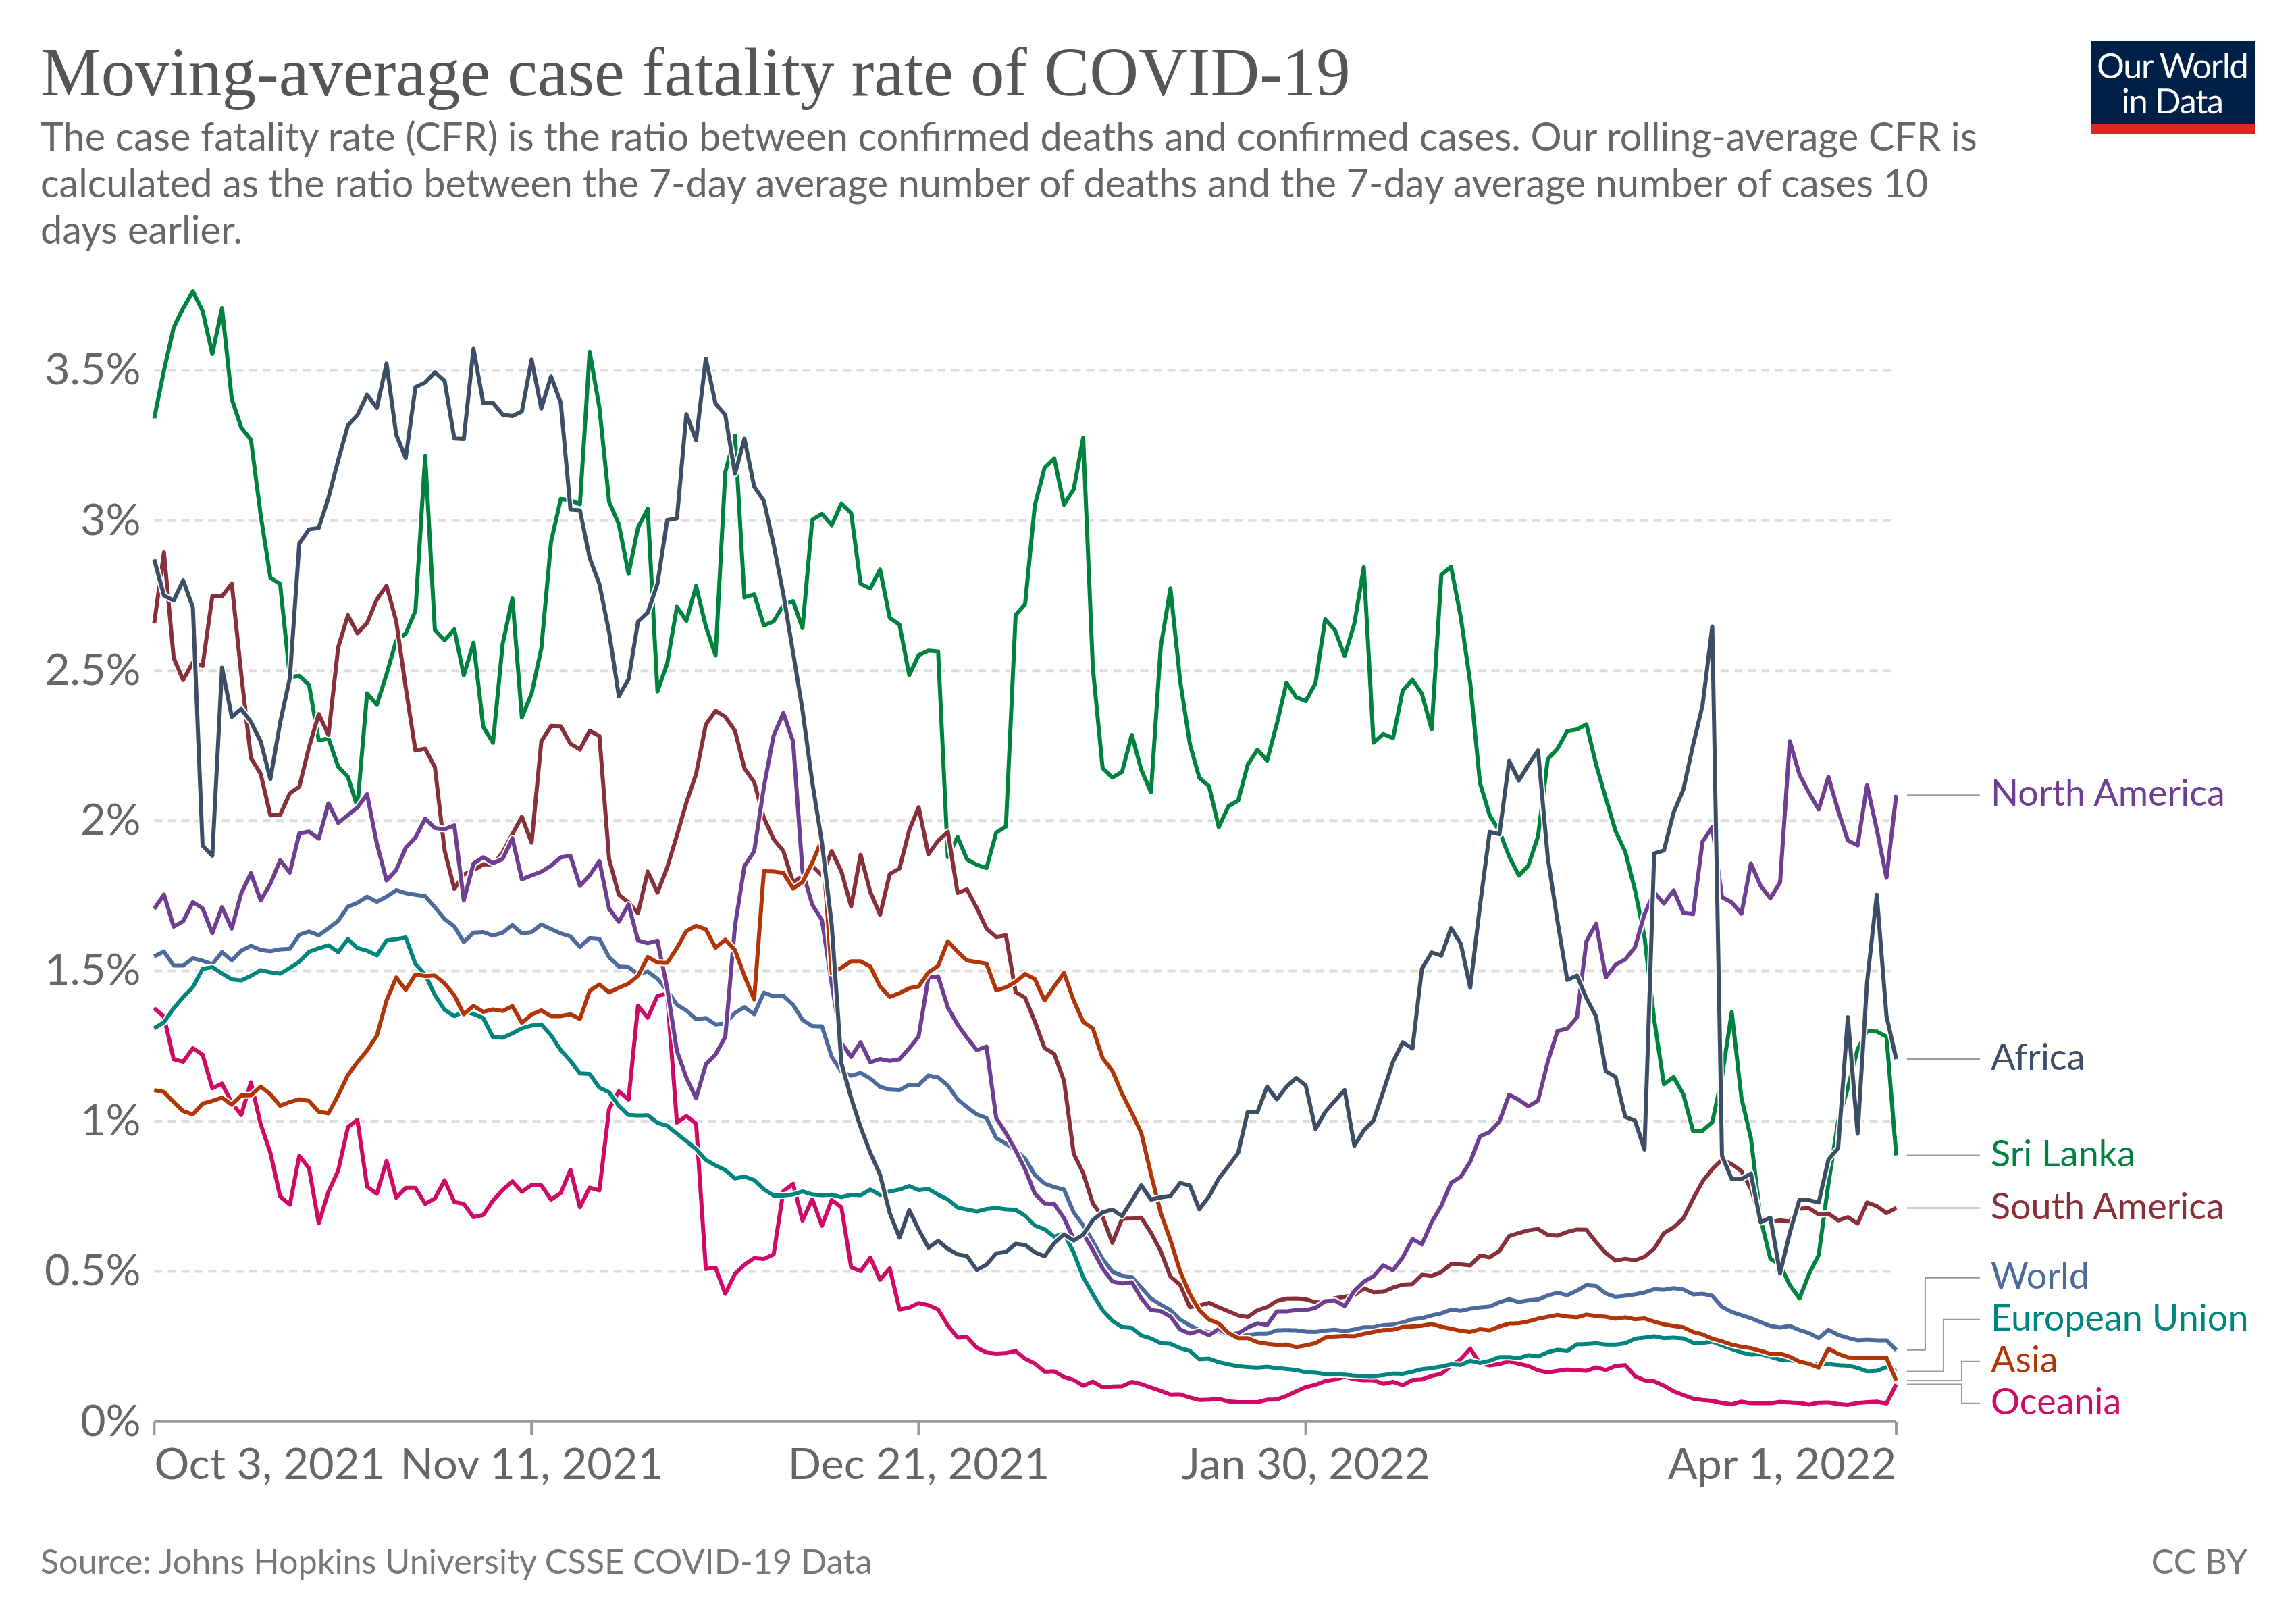 Moving-average case fatality rate of COVID-19
Our World
in Data
The case fatality rate (CFR) is the ratio between confirmed deaths and confirmed cases. Our rolling-average CFR is
calculated as the ratio between the 7-day average number of deaths and the 7-day average number of cases 10
days earlier.
3.5%
3%
2.5%
2%
1.5%
1%
0.5%
0%
North America
Africa
Sri Lanka
South America
World
European Union
Asia
Oceania
Oct 3, 2021
Nov 11, 2021
Dec 21, 2021
Jan 30, 2022
Apr 1, 2022
Source: Johns Hopkins University CSSE COVID-19 Data
CC BY